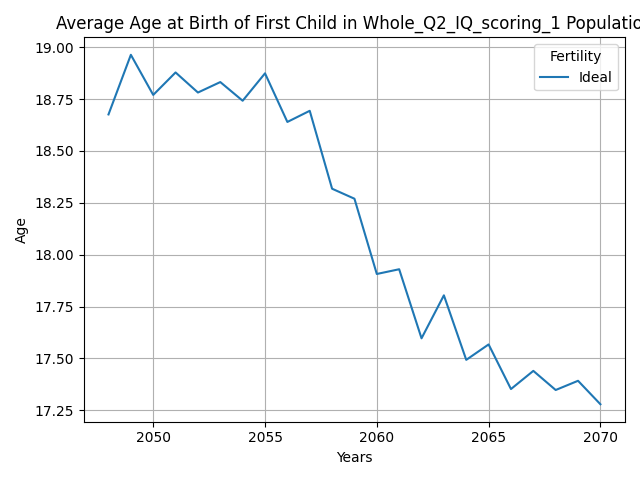 Average Age at Birth of First Child in Whole_Q2_IQ_scoring_1 Populatio
Fertility
Ideal
19.00
18.75
18.50
18.25
18.00
17.75
17.50
17.25
Age
2050 2055 2060 2065 2070
Years